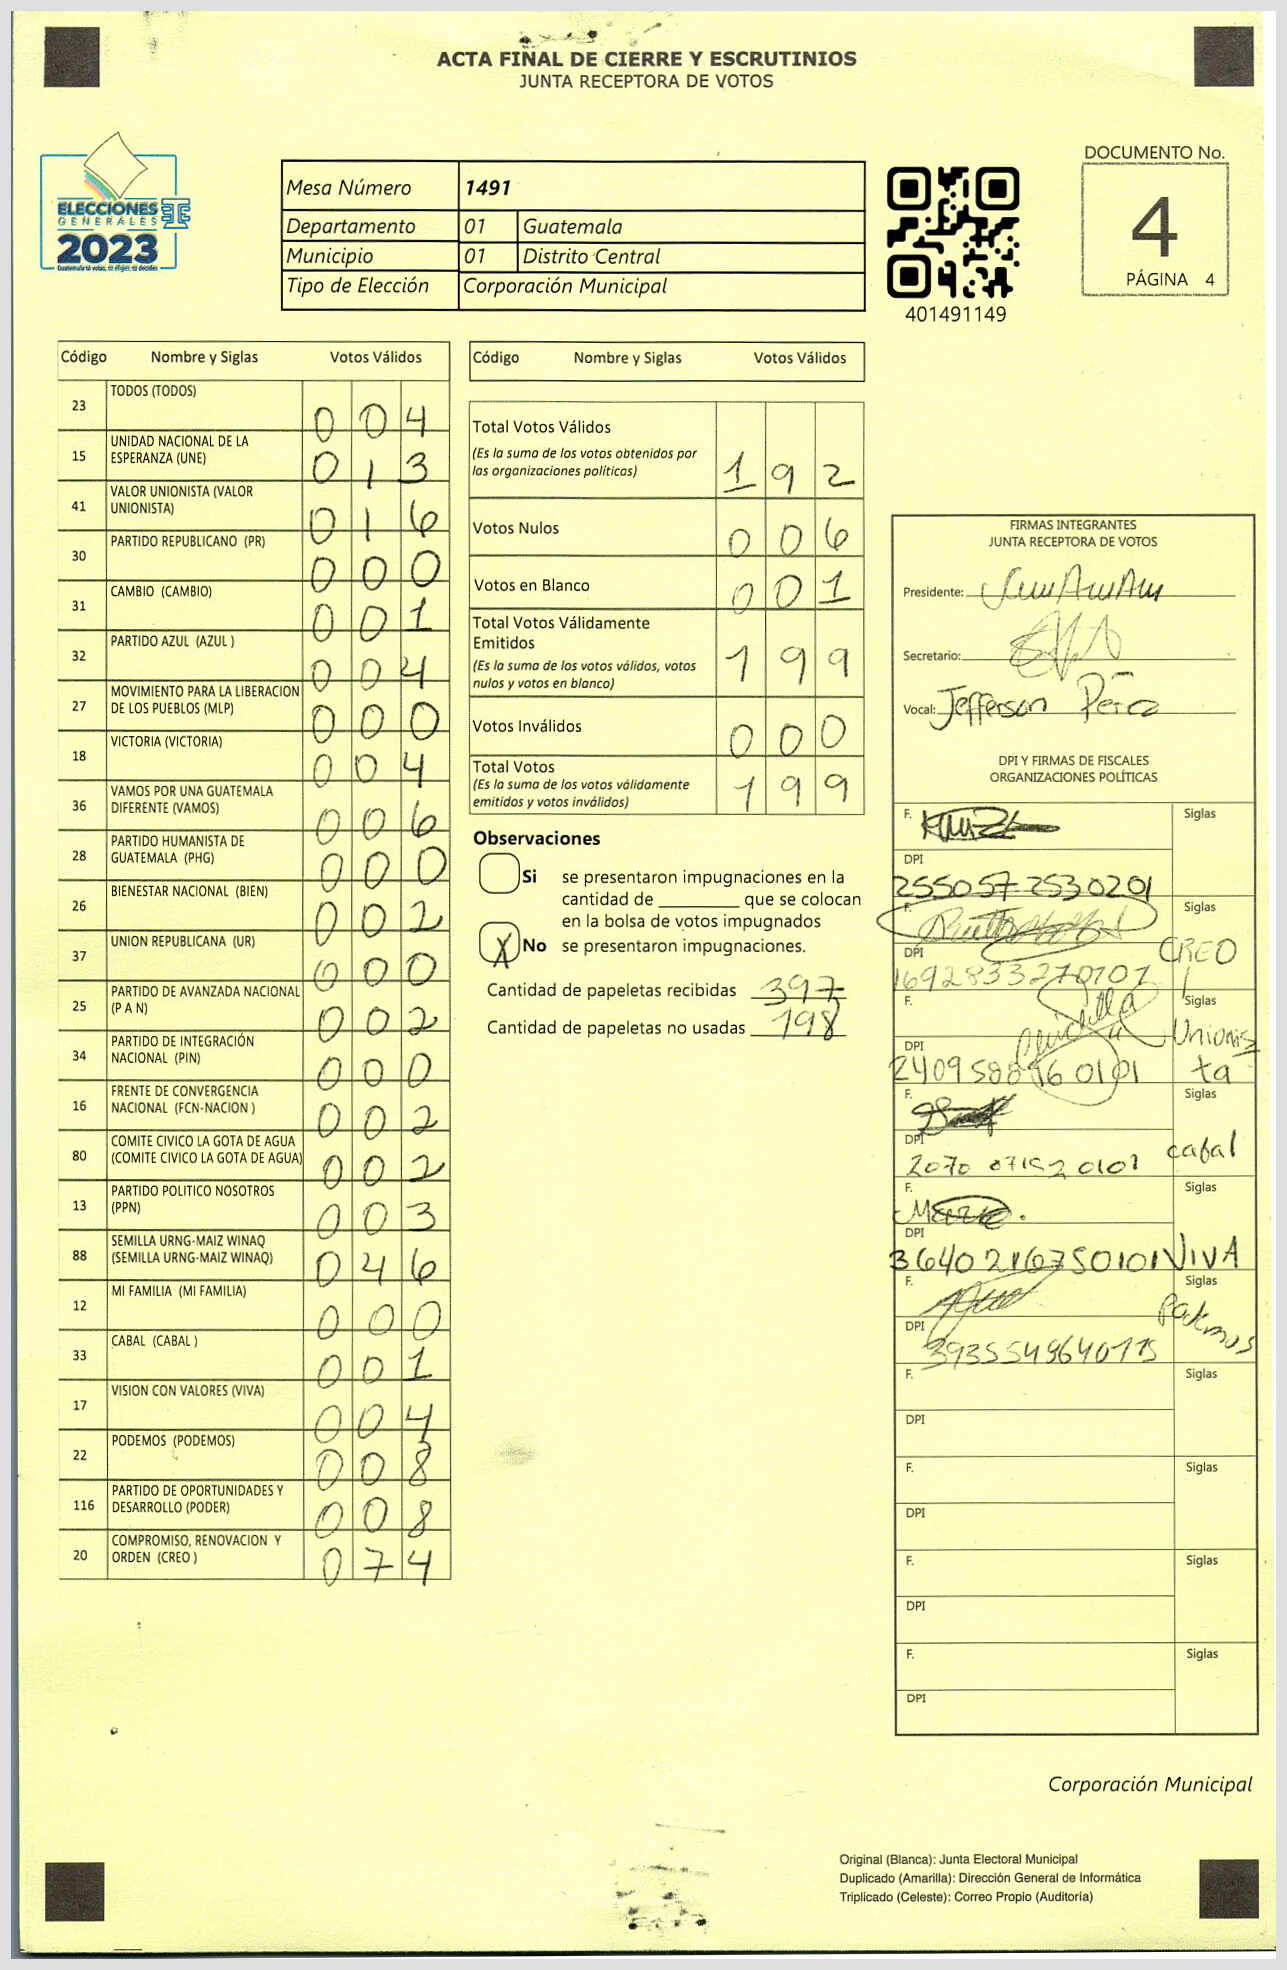 ACTA FINAL DE CIERRE Y ESCRUTINIOS
JUNTA RECEPTORA DE VOTOS
ELECCIONES
GENERALES
2023
Guatemala tú votas, tú eliges, tú decides
Mesa Número 1491
Departamento 01 Guatemala
Municipio 01 Distrito Central
Tipo de Elección Corporación Municipal
401491149
DOCUMENTO No.
4
PÁGINA 4
Código Nombre y Siglas Votos Válidos
23 TODOS (TODOS) 0 0 4
15 UNIDAD NACIONAL DE LA
ESPERANZA (UNE) 0 1 3
41 VALOR UNIONISTA (VALOR
UNIONISTA) 0 1 6
30 PARTIDO REPUBLICANO (PR) 0 0 0
31 CAMBIO (CAMBIO) 0 0 1
32 PARTIDO AZUL (AZUL ) 0 0 4
27 MOVIMIENTO PARA LA LIBERACION
DE LOS PUEBLOS (MLP) 0 0 0
18 VICTORIA (VICTORIA) 0 0 4
36 VAMOS POR UNA GUATEMALA
DIFERENTE (VAMOS) 0 0 6
28 PARTIDO HUMANISTA DE
GUATEMALA (PHG) 0 0 0
26 BIENESTAR NACIONAL (BIEN) 0 0 2
37 UNION REPUBLICANA (UR) 0 0 0
25 PARTIDO DE AVANZADA NACIONAL
(P A N) 0 0 2
34 PARTIDO DE INTEGRACIÓN
NACIONAL (PIN) 0 0 0
16 FRENTE DE CONVERGENCIA
NACIONAL (FCN-NACION ) 0 0 2
80 COMITE CIVICO LA GOTA DE AGUA
(COMITE CIVICO LA GOTA DE AGUA) 0 0 2
13 PARTIDO POLITICO NOSOTROS
(PPN) 0 0 3
88 SEMILLA URNG-MAIZ WINAQ
(SEMILLA URNG-MAIZ WINAQ) 0 4 6
12 MI FAMILIA (MI FAMILIA) 0 0 0
33 CABAL (CABAL ) 0 0 1
17 VISION CON VALORES (VIVA) 0 0 4
22 PODEMOS (PODEMOS) 0 0 8
116 PARTIDO DE OPORTUNIDADES Y
DESARROLLO (PODER) 0 0 8
20 COMPROMISO, RENOVACION Y
ORDEN (CREO ) 0 7 4
Código Nombre y Siglas Votos Válidos
Total Votos Válidos
(Es la suma de los votos obtenidos por
las organizaciones políticas) 1 9 2
Votos Nulos 0 0 6
Votos en Blanco 0 0 1
Total Votos Válidamente
Emitidos
(Es la suma de los votos válidos, votos
nulos y votos en blanco) 1 9 9
Votos Inválidos 0 0 0
Total Votos
(Es la suma de los votos válidamente
emitidos y votos inválidos) 1 9 9
Observaciones
Si se presentaron impugnaciones en la
cantidad de ________ que se colocan
en la bolsa de votos impugnados
X No se presentaron impugnaciones.
Cantidad de papeletas recibidas 397
Cantidad de papeletas no usadas 198
FIRMAS INTEGRANTES
JUNTA RECEPTORA DE VOTOS
Presidente:
Secretario:
Vocal: Jefferson Pérez
DPI Y FIRMAS DE FISCALES
ORGANIZACIONES POLÍTICAS
F. Siglas
DPI
2550572530201
F. Siglas
DPI CREO
1692833270101
F. Siglas
DPI Unionista
F. Siglas
DPI cabal
F. Siglas
DPI
3640216750101 VIVA
F. Siglas
DPI
F. Siglas
DPI
F. Siglas
DPI
F. Siglas
DPI
F. Siglas
DPI
Corporación Municipal
Original (Blanca): Junta Electoral Municipal
Duplicado (Amarilla): Dirección General de Informática
Triplicado (Celeste): Correo Propio (Auditoría)